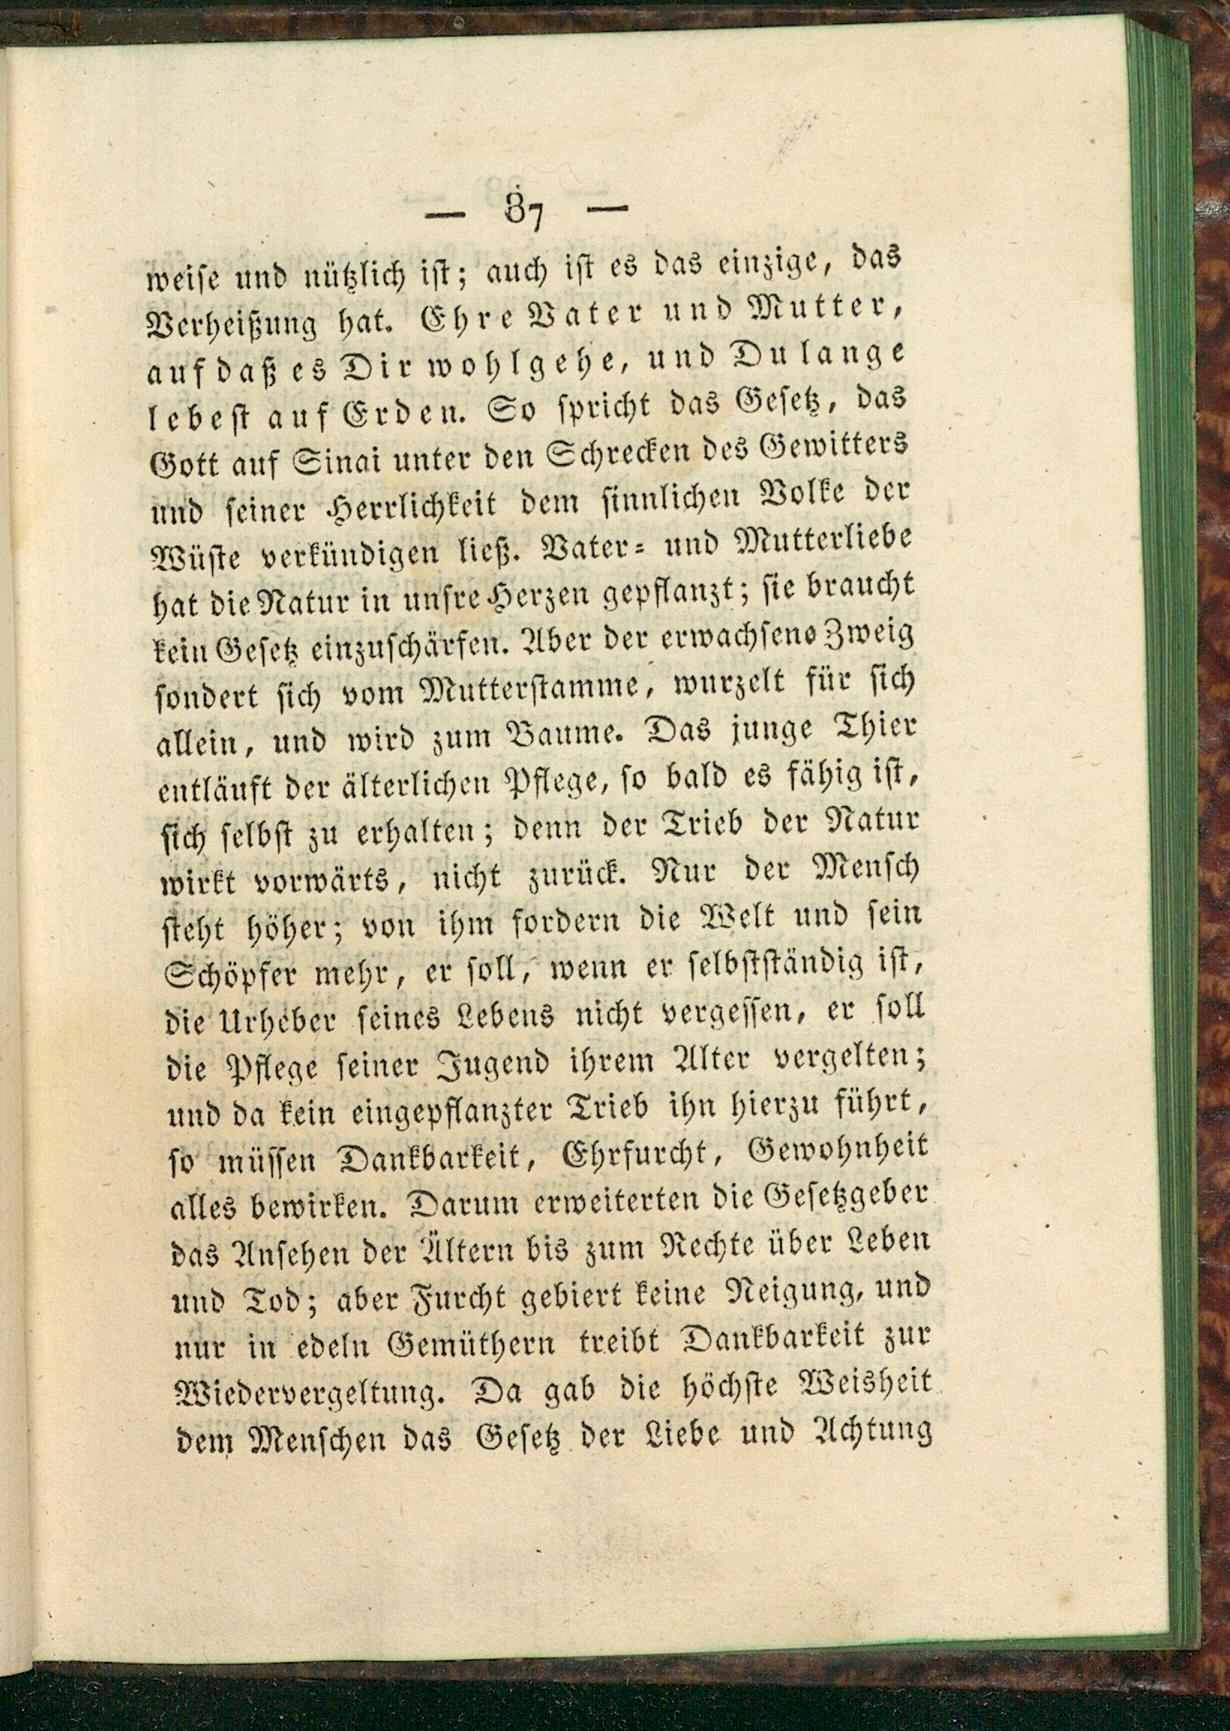 — 87 —
weise und nützlich ist; auch ist es das einzige, das
Verheißung hat. Ehre Vater und Mutter,
auf daß es Dir wohlgehe, und Du lange
lebest auf Erden. So spricht das Gesetz, das
Gott auf Sinai unter den Schrecken des Gewitters
und seiner Herrlichkeit dem sinnlichen Volke der
Wüste verkündigen ließ. Vater- und Mutterliebe
hat die Natur in unsre Herzen gepflanzt; sie braucht
kein Gesetz einzuschärfen. Aber der erwachsene Zweig
sondert sich vom Mutterstamme, wurzelt für sich
allein, und wird zum Baume. Das junge Thier
entläuft der älterlichen Pflege, so bald es fähig ist,
sich selbst zu erhalten; denn der Trieb der Natur
wirkt vorwärts, nicht zurück. Nur der Mensch
steht höher; von ihm fordern die Welt und sein
Schöpfer mehr, er soll, wenn er selbstständig ist,
die Urheber seines Lebens nicht vergessen, er soll
die Pflege seiner Jugend ihrem Alter vergelten;
und da kein eingepflanzter Trieb ihn hierzu führt,
so müssen Dankbarkeit, Ehrfurcht, Gewohnheit
alles bewirken. Darum erweiterten die Gesetzgeber
das Ansehen der Ältern bis zum Rechte über Leben
und Tod; aber Furcht gebiert keine Neigung, und
nur in edeln Gemüthern treibt Dankbarkeit zur
Wiedervergeltung. Da gab die höchste Weisheit
dem Menschen das Gesetz der Liebe und Achtung